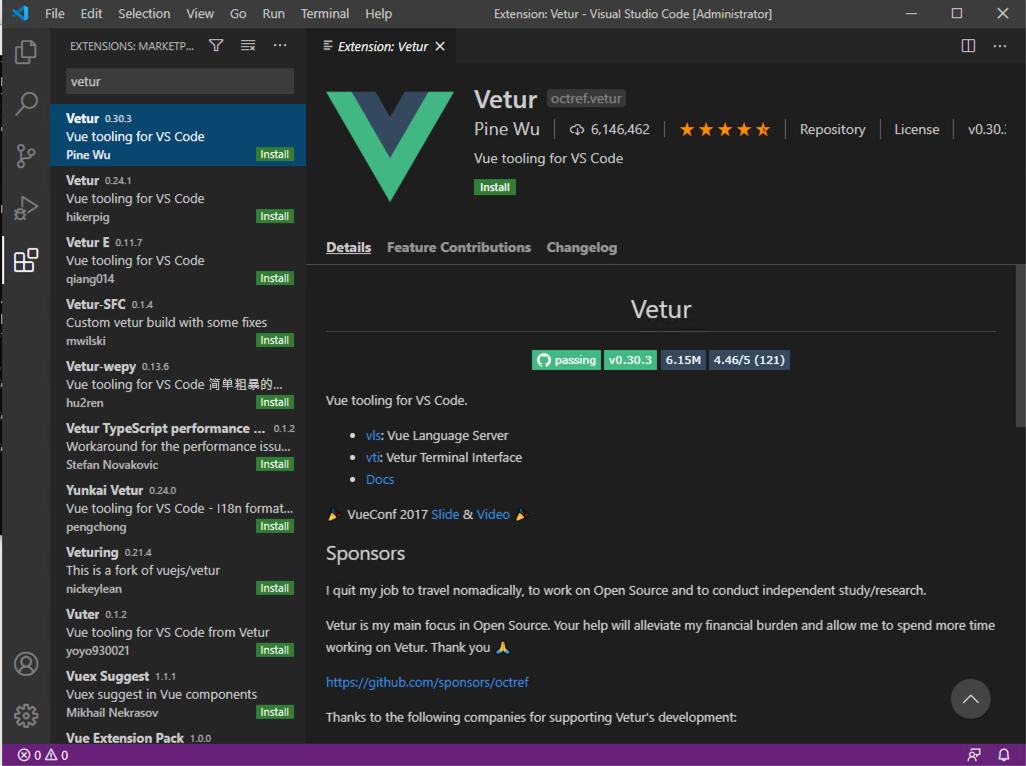 File Edit Selection View Go Run Terminal Help Extension: Vetur - Visual Studio Code [Administrator]
EXTENSIONS: MARKETP...
Extension: Vetur
vetur
Vetur 0.30.3
Vue tooling for VS Code
Pine Wu Install
Vetur 0.24.1
Vue tooling for VS Code
hikerpig Install
Vetur E 0.11.7
Vue tooling for VS Code
qiang014 Install
Vetur-SFC 0.1.4
Custom vetur build with some fixes
mwilski Install
Vetur-wepy 0.13.6
Vue tooling for VS Code 简单粗暴的...
hu2ren Install
Vetur TypeScript performance ... 0.1.2
Workaround for the performance issu...
Stefan Novakovic Install
Yunkai Vetur 0.24.0
Vue tooling for VS Code - I18n format...
pengchong Install
Veturing 0.21.4
This is a fork of vuejs/vetur
nickeylean Install
Vuter 0.1.2
Vue tooling for VS Code from Vetur
yoyo930021 Install
Vuex Suggest 1.1.1
Vuex suggest in Vue components
Mikhail Nekrasov Install
Vue Extension Pack 1.0.0
Vetur octref.vetur
Pine Wu 6,146,462 Repository License v0.30.
Vue tooling for VS Code
Install
Details Feature Contributions Changelog
Vetur
passing v0.30.3 6.15M 4.46/5 (121)
Vue tooling for VS Code.
• vls: Vue Language Server
• vti: Vetur Terminal Interface
• Docs
🎉 VueConf 2017 Slide & Video 🎉
Sponsors
I quit my job to travel nomadically, to work on Open Source and to conduct independent study/research.
Vetur is my main focus in Open Source. Your help will alleviate my financial burden and allow me to spend more time
working on Vetur. Thank you 🙏
https://github.com/sponsors/octref
Thanks to the following companies for supporting Vetur's development:
0 0